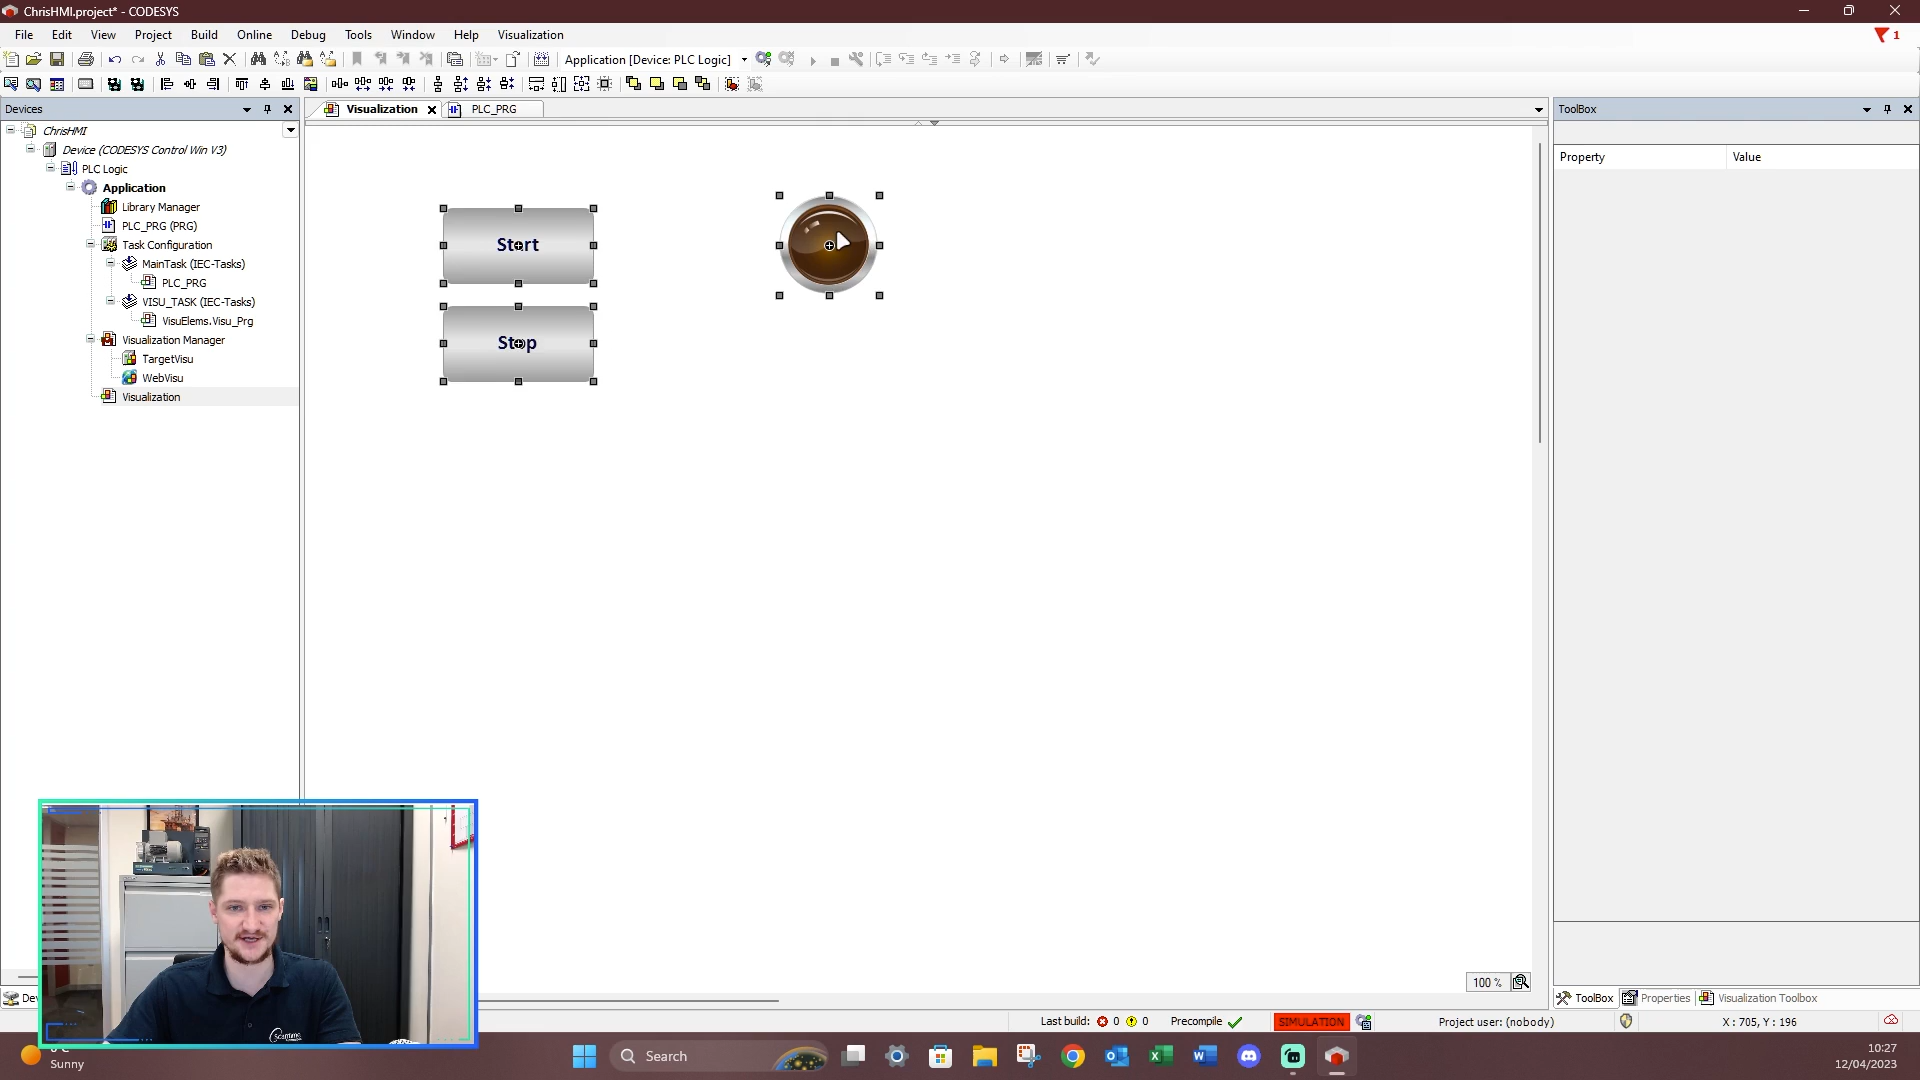 ChrisHMI.project* - CODESYS
File Edit View Project Build Online Debug Tools Window Help Visualization
1
Application [Device: PLC Logic]
Devices
Visualization
PLC_PRG
ToolBox
ChrisHMI
Device (CODESYS Control Win V3)
PLC Logic
Application
Library Manager
PLC_PRG (PRG)
Task Configuration
MainTask (IEC-Tasks)
PLC_PRG
VISU_TASK (IEC-Tasks)
VisuElems.Visu_Prg
Visualization Manager
TargetVisu
WebVisu
Visualization
Start
Stop
Property Value
100 %
ToolBox Properties Visualization Toolbox
Last build: 0 0 Precompile SIMULATION Project user: (nobody) X: 705, Y: 196
Sunny
Search
10:27
12/04/2023